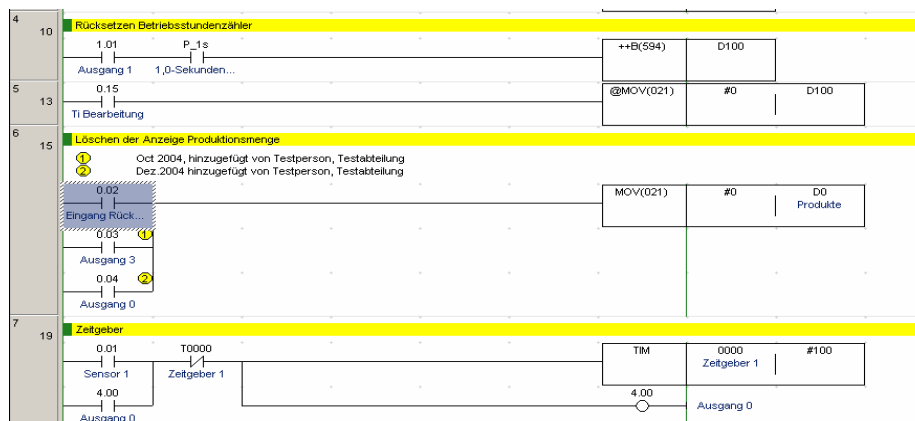 4
10
Rücksetzen Betriebsstundenzähler
1.01 P_1s ++B(594) D100
Ausgang 1 1,0-Sekunden...
5
13
0.15 @MOV(021) #0 D100
Ti Bearbeitung
6
15
Löschen der Anzeige Produktionsmenge
1 Oct 2004, hinzugefügt von Testperson, Testabteilung
2 Dez.2004 hinzugefügt von Testperson, Testabteilung
0.02 MOV(021) #0 D0
Eingang Rück... Produkte
0.03 1
Ausgang 3
0.04 2
Ausgang 0
7
19
Zeitgeber
0.01 T0000 TIM 0000 #100
Sensor 1 Zeitgeber 1 Zeitgeber 1
4.00 4.00
Ausgang 0
Ausgang 0